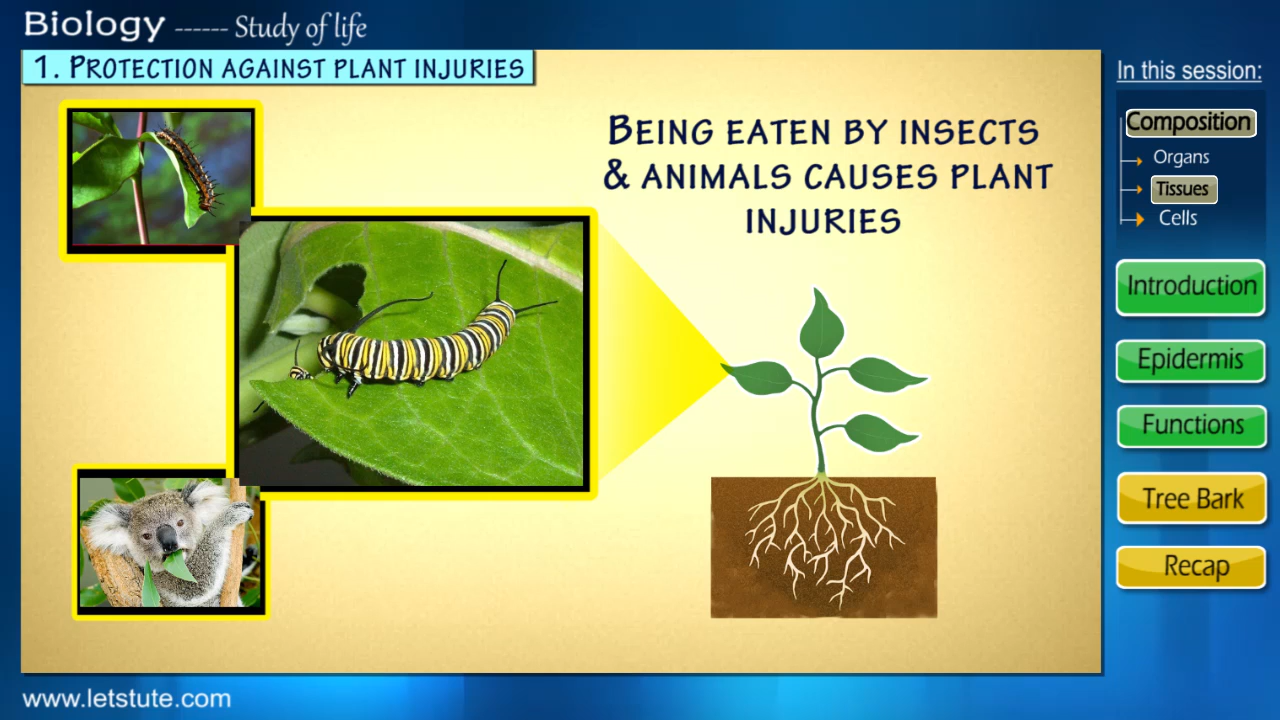 Biology ------ Study of life
1. PROTECTION AGAINST PLANT INJURIES
BEING EATEN BY INSECTS
& ANIMALS CAUSES PLANT
INJURIES
In this session:
Composition
Organs
Tissues
Cells
Introduction
Epidermis
Functions
Tree Bark
Recap
www.letstute.com